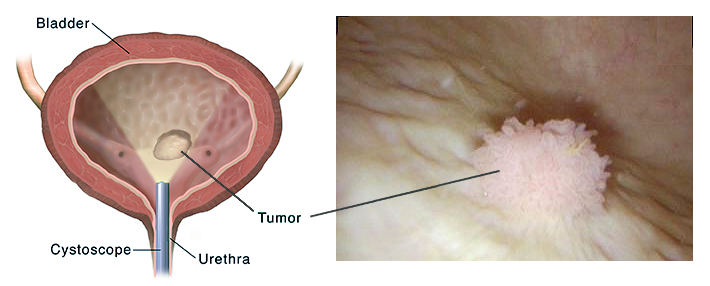 Bladder
Tumor
Cystoscope
Urethra